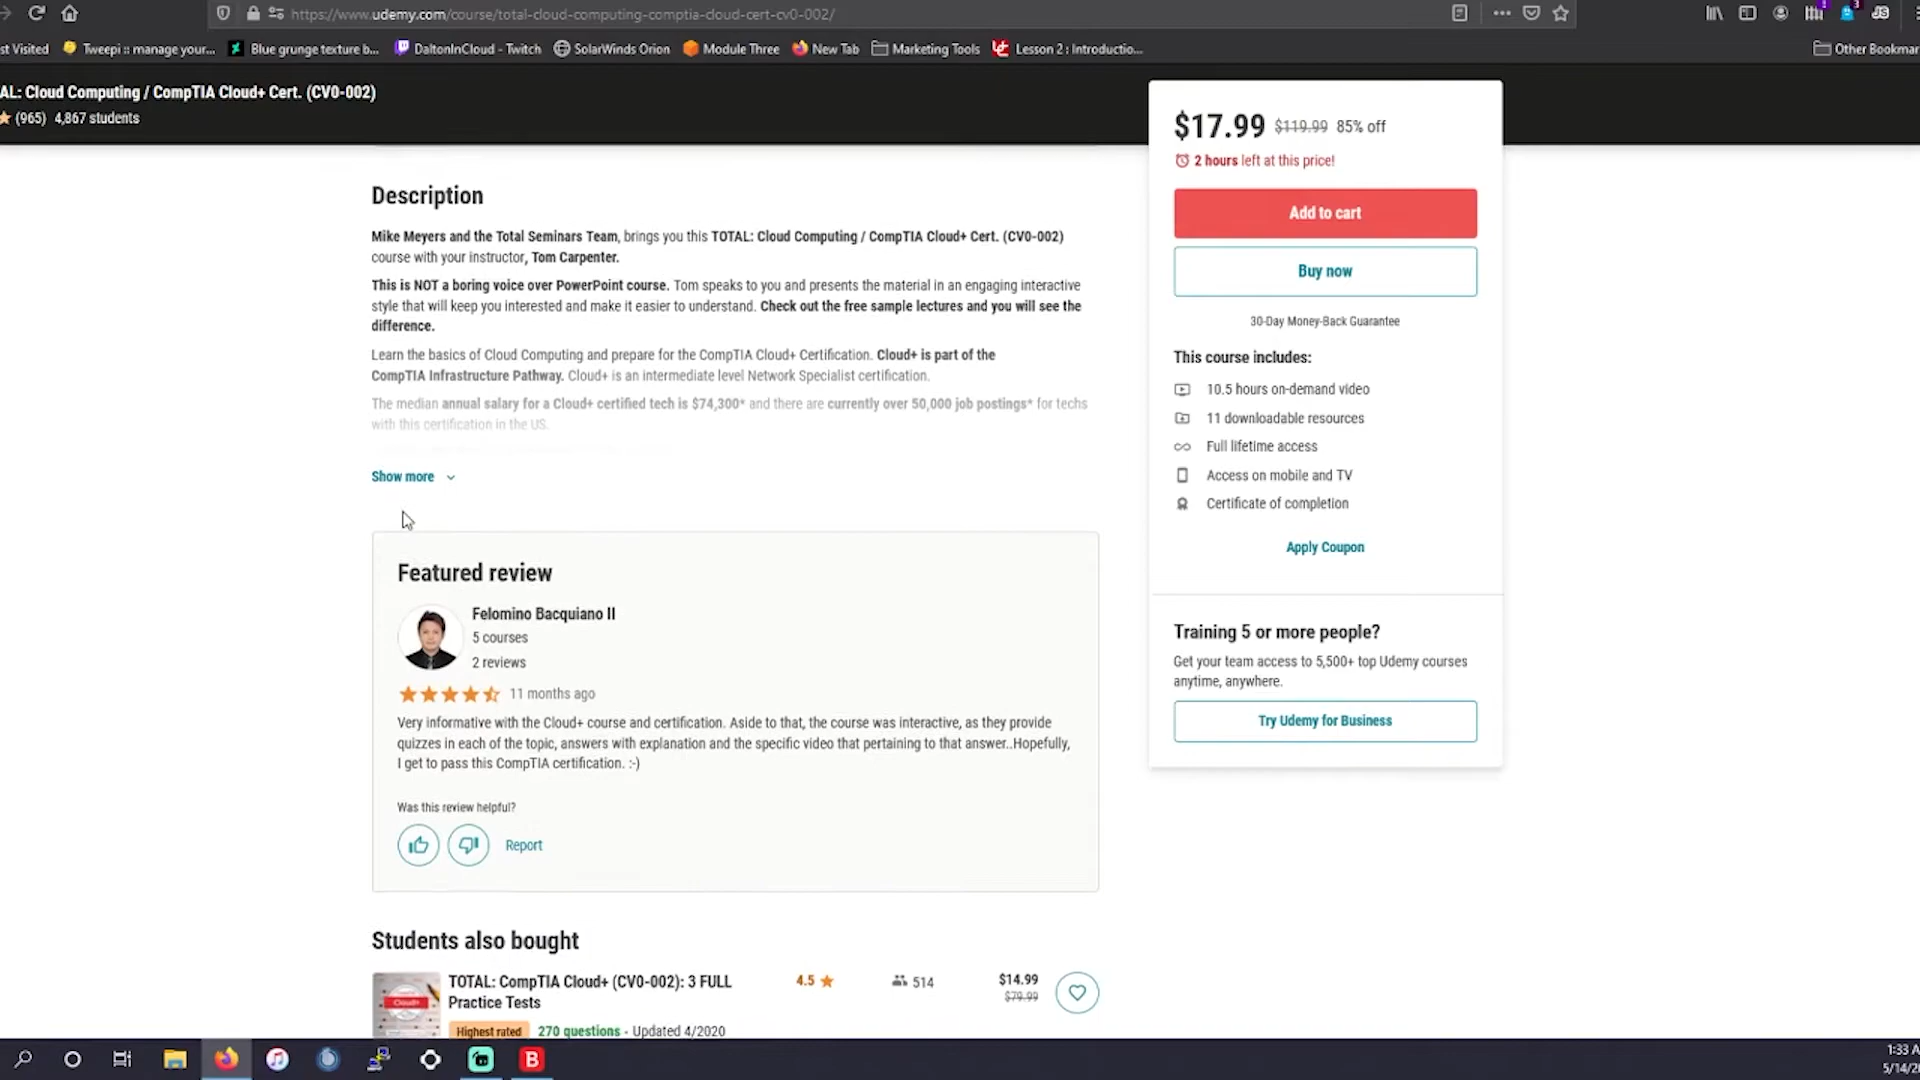 https://www.udemy.com/course/total-cloud-computing-comptia-cloud-cert-cv0-002/
st Visited
Tweepi :: manage your...
Blue grunge texture b...
DaltonInCloud - Twitch
SolarWinds Orion
Module Three
New Tab
Marketing Tools
Lesson 2 : Introductio...
Other Bookmar
AL: Cloud Computing / CompTIA Cloud+ Cert. (CV0-002)
(965) 4,867 students
$17.99 $119.99 85% off
2 hours left at this price!
Add to cart
Buy now
30-Day Money-Back Guarantee
This course includes:
10.5 hours on-demand video
11 downloadable resources
Full lifetime access
Access on mobile and TV
Certificate of completion
Apply Coupon
Training 5 or more people?
Get your team access to 5,500+ top Udemy courses
anytime, anywhere.
Try Udemy for Business
Description
Mike Meyers and the Total Seminars Team, brings you this TOTAL: Cloud Computing / CompTIA Cloud+ Cert. (CV0-002)
course with your instructor, Tom Carpenter.
This is NOT a boring voice over PowerPoint course. Tom speaks to you and presents the material in an engaging interactive
style that will keep you interested and make it easier to understand. Check out the free sample lectures and you will see the
difference.
Learn the basics of Cloud Computing and prepare for the CompTIA Cloud+ Certification. Cloud+ is part of the
CompTIA Infrastructure Pathway. Cloud+ is an intermediate level Network Specialist certification.
The median annual salary for a Cloud+ certified tech is $74,300* and there are currently over 50,000 job postings* for techs
with this certification in the US.
Show more
Featured review
Felomino Bacquiano II
5 courses
2 reviews
11 months ago
Very informative with the Cloud+ course and certification. Aside to that, the course was interactive, as they provide
quizzes in each of the topic, answers with explanation and the specific video that pertaining to that answer..Hopefully,
I get to pass this CompTIA certification. :-)
Was this review helpful?
Report
Students also bought
TOTAL: CompTIA Cloud+ (CV0-002): 3 FULL
Practice Tests
4.5
514
$14.99
$79.99
Highest rated 270 questions · Updated 4/2020
1:33 A
5/14/2